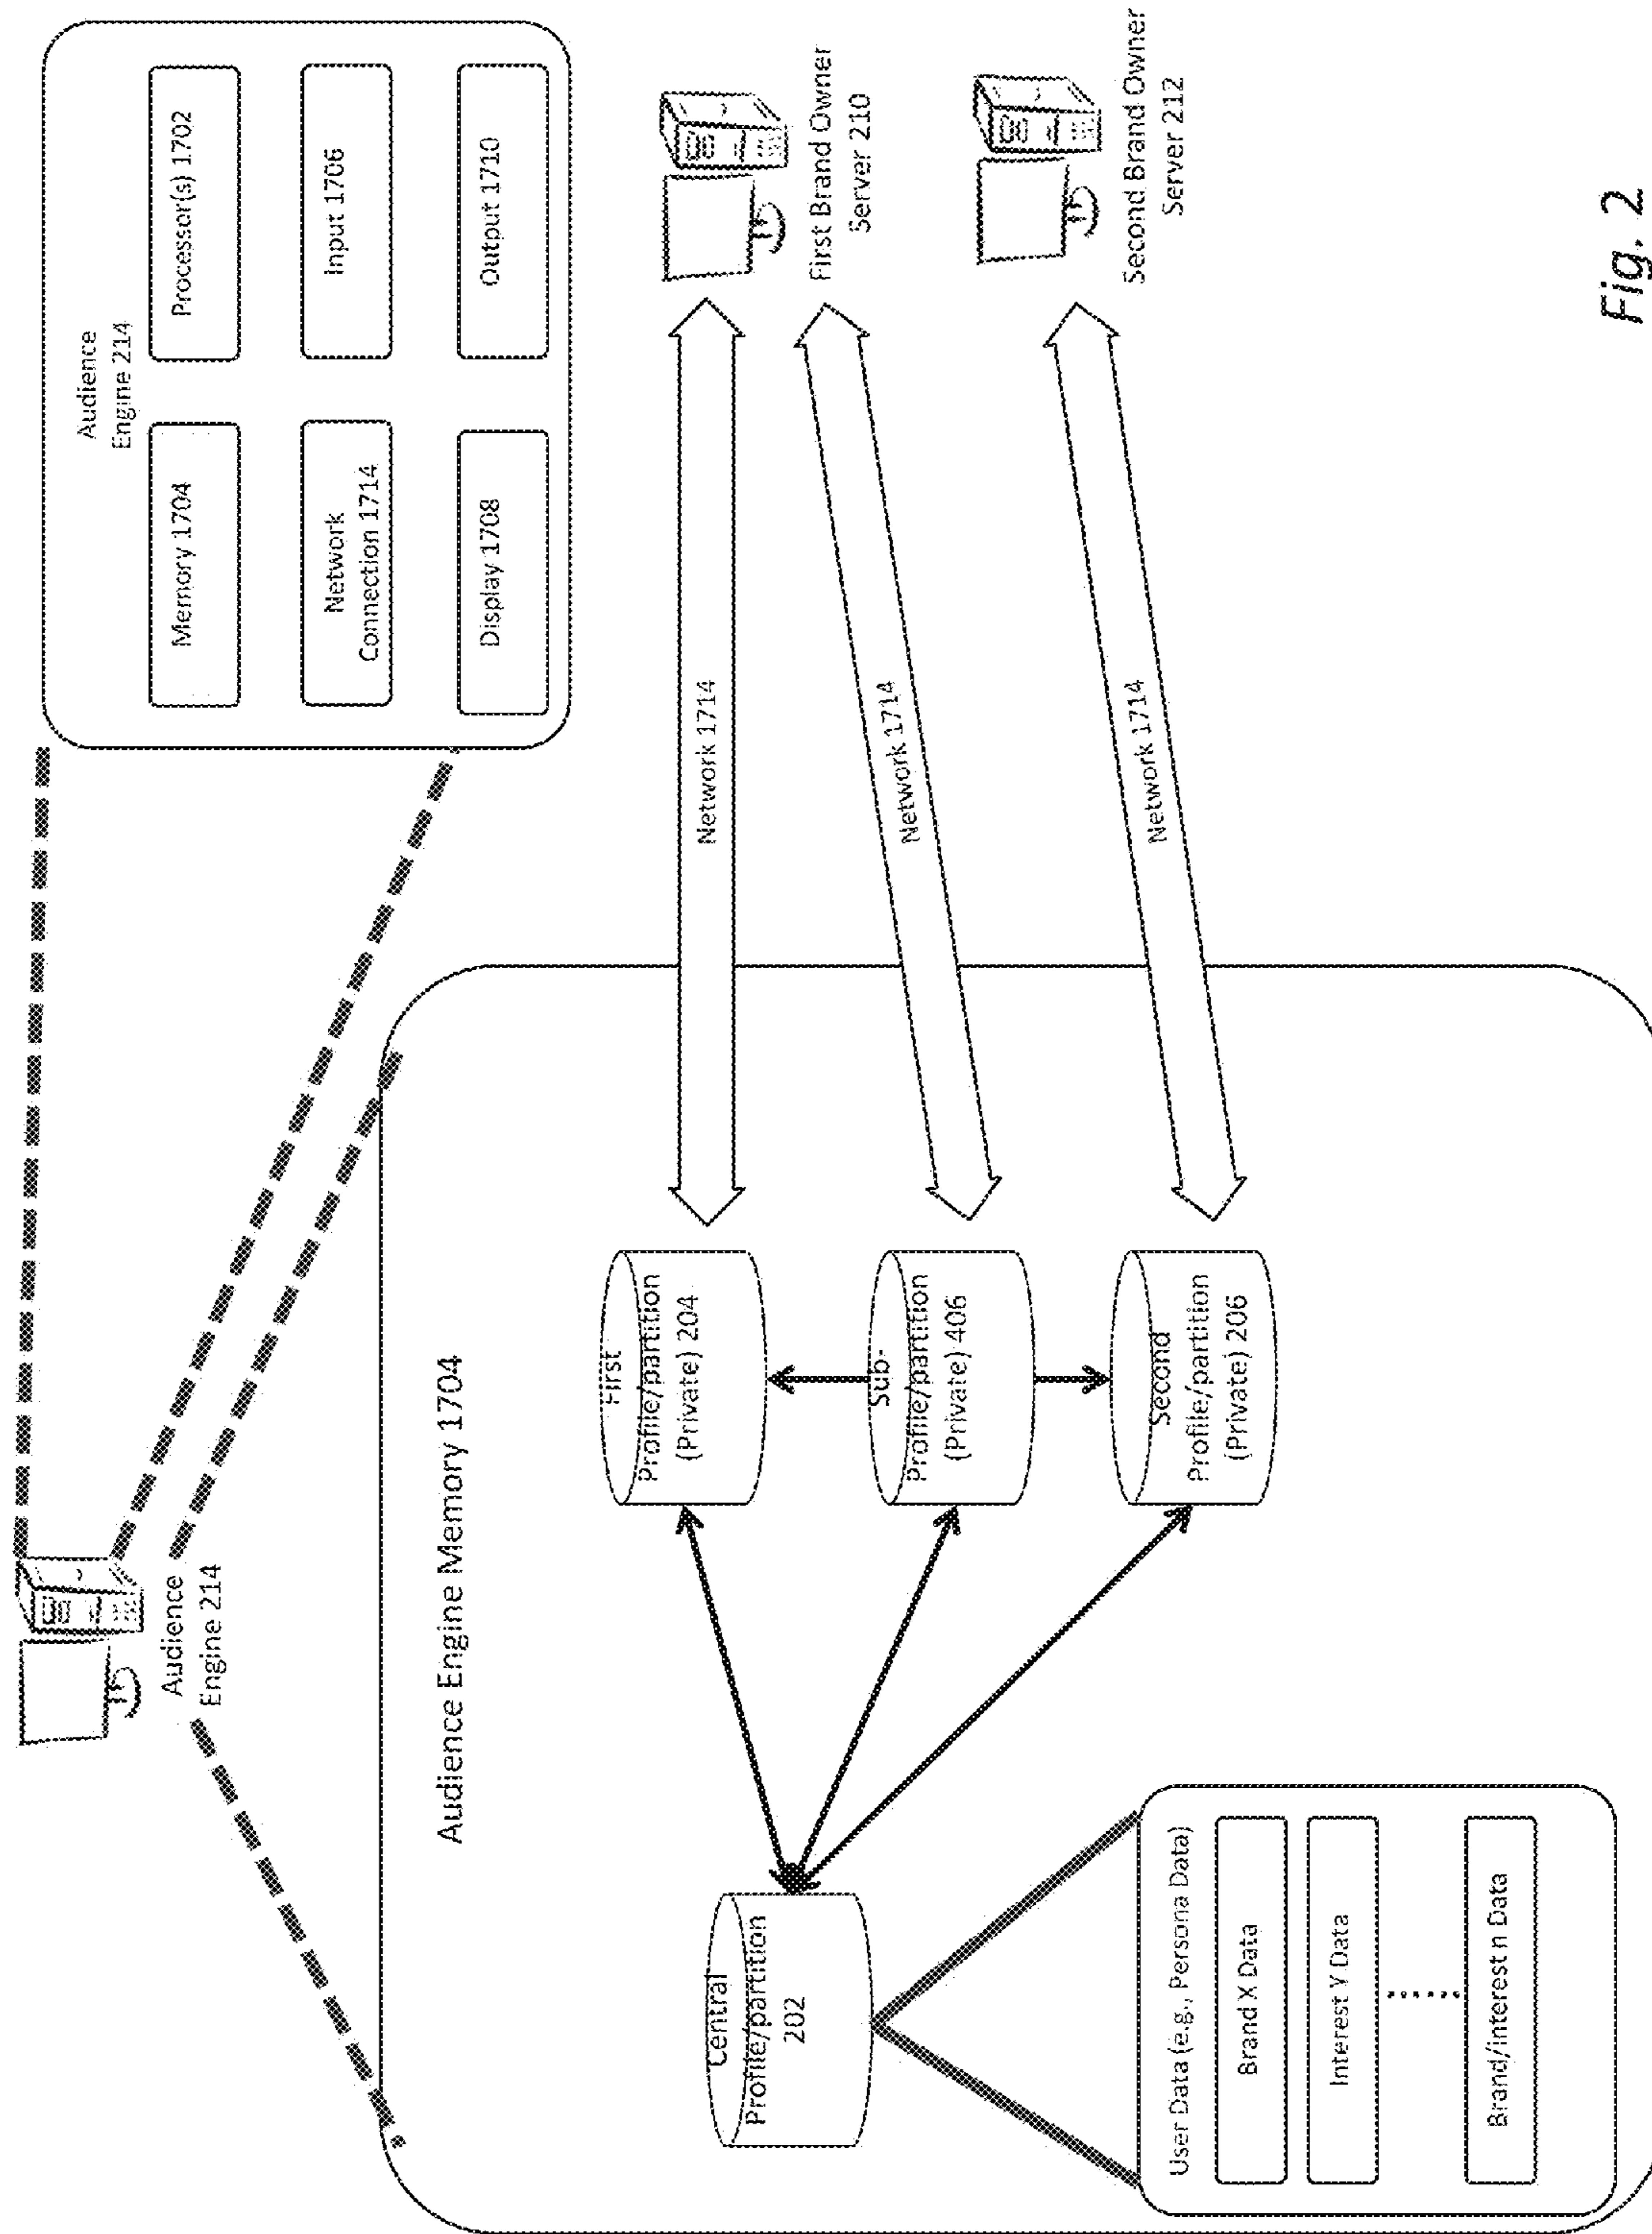 Audience
Engine 214
Audience
Engine 214
Memory 1704
Processor(s) 1702
Network
Connection 1714
Input 1706
Display 1708
Output 1710
Audience Engine Memory 1704
Central
Profile/partition
202
First
Profile/partition
(Private) 204
Sub-
Profile/partition
(Private) 406
Second
Profile/partition
(Private) 206
Network 1714
Network 1714
Network 1714
First Brand Owner
Server 210
Second Brand Owner
Server 212
User Data (e.g., Persona Data)
Brand X Data
Interest Y Data
......
Brand/interest n Data
Fig. 2